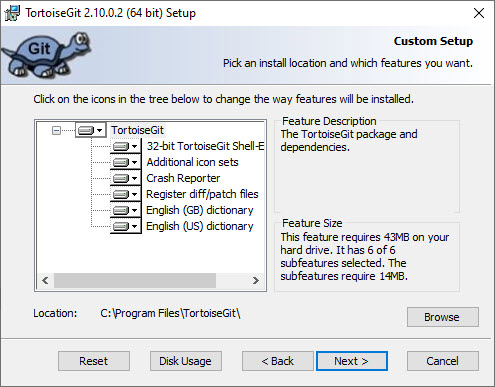 TortoiseGit 2.10.0.2 (64 bit) Setup
Git
Custom Setup
Pick an install location and which features you want.
Click on the icons in the tree below to change the way features will be installed.
TortoiseGit
32-bit TortoiseGit Shell-E
Additional icon sets
Crash Reporter
Register diff/patch files
English (GB) dictionary
English (US) dictionary
Feature Description
The TortoiseGit package and
dependencies.
Feature Size
This feature requires 43MB on your
hard drive. It has 6 of 6
subfeatures selected. The
subfeatures require 14MB.
Location: C:\Program Files\TortoiseGit\
Browse
Reset Disk Usage < Back Next > Cancel